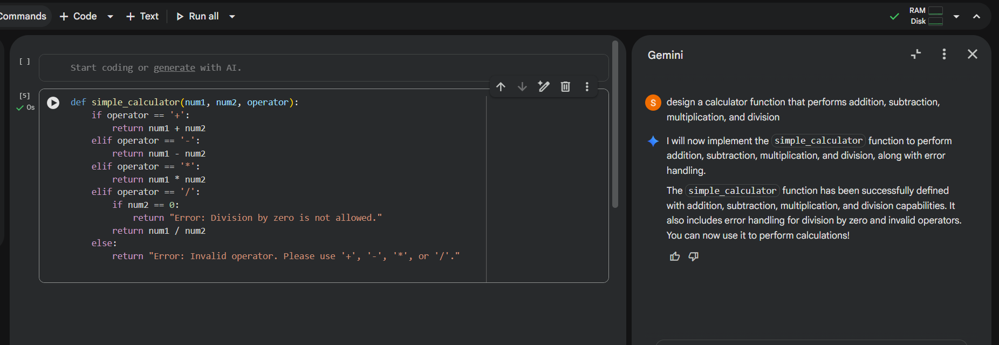 Commands + Code + Text Run all
RAM
Disk
[ ] Start coding or generate with AI.
[5]
0s
def simple_calculator(num1, num2, operator):
    if operator == '+':
        return num1 + num2
    elif operator == '-':
        return num1 - num2
    elif operator == '*':
        return num1 * num2
    elif operator == '/':
        if num2 == 0:
            return "Error: Division by zero is not allowed."
        return num1 / num2
    else:
        return "Error: Invalid operator. Please use '+', '-', '*', or '/'."
Gemini
S
design a calculator function that performs addition, subtraction,
multiplication, and division
I will now implement the simple_calculator function to perform
addition, subtraction, multiplication, and division, along with error
handling.
The simple_calculator function has been successfully defined
with addition, subtraction, multiplication, and division capabilities. It
also includes error handling for division by zero and invalid operators.
You can now use it to perform calculations!